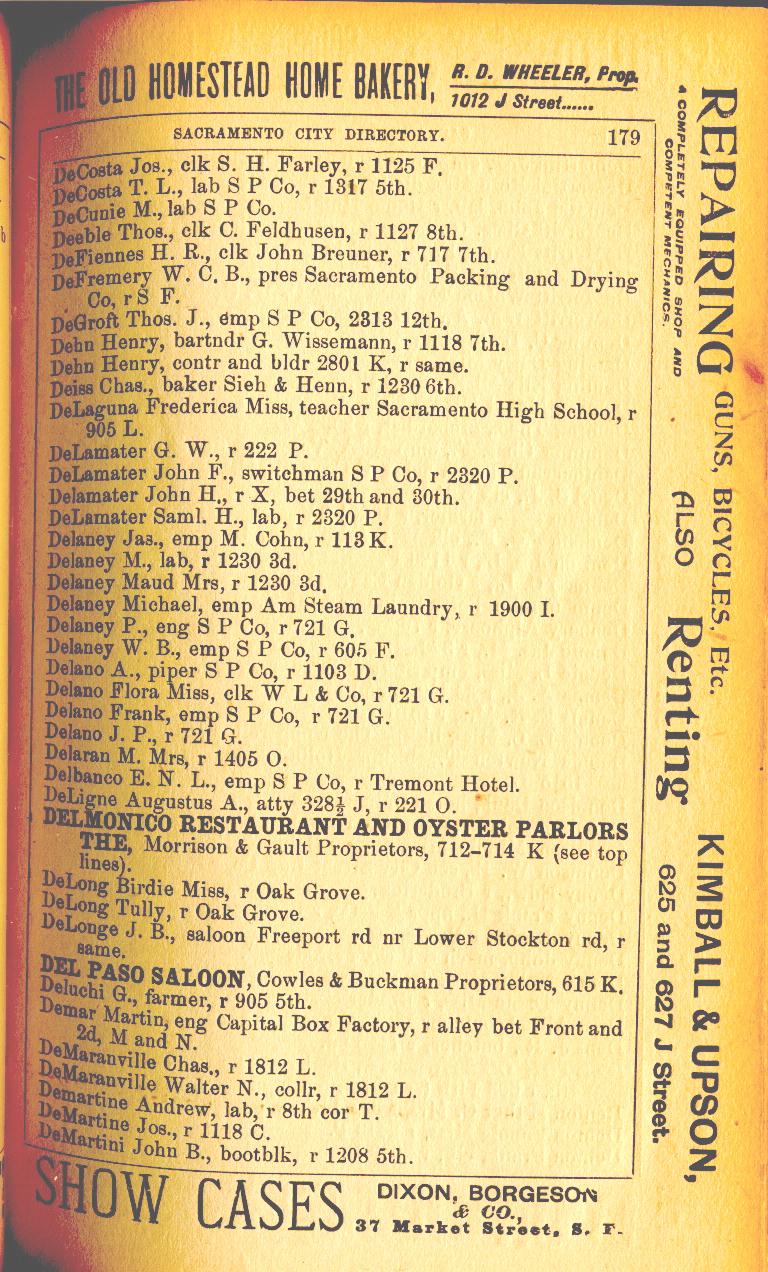 THE OLD HOMESTEAD HOME BAKERY, R. D. WHEELER, Prop.
1012 J Street......
SACRAMENTO CITY DIRECTORY. 179
DeCosta Jos., clk S. H. Farley, r 1125 F.
DeCosta T. L., lab S P Co, r 1317 5th.
DeCunie M., lab S P Co.
Deeble Thos., clk C. Feldhusen, r 1127 8th.
DeFiennes H. R., clk John Breuner, r 717 7th.
DeFremery W. C. B., pres Sacramento Packing and Drying
Co, r S F.
DeGroft Thos. J., emp S P Co, 2313 12th.
Dehn Henry, bartndr G. Wissemann, r 1118 7th.
Dehn Henry, contr and bldr 2801 K, r same.
Deiss Chas., baker Sieh & Henn, r 1230 6th.
DeLaguna Frederica Miss, teacher Sacramento High School, r
905 L.
DeLamater G. W., r 222 P.
DeLamater John F., switchman S P Co, r 2320 P.
Delamater John H., r X, bet 29th and 30th.
DeLamater Saml. H., lab, r 2320 P.
Delaney Jas., emp M. Cohn, r 113 K.
Delaney M., lab, r 1230 3d.
Delaney Maud Mrs, r 1230 3d.
Delaney Michael, emp Am Steam Laundry, r 1900 I.
Delaney P., eng S P Co, r 721 G.
Delaney W. B., emp S P Co, r 605 F.
Delano A., piper S P Co, r 1103 D.
Delano Flora Miss, clk W L & Co, r 721 G.
Delano Frank, emp S P Co, r 721 G.
Delano J. P., r 721 G.
Delaran M. Mrs, r 1405 O.
Delbanco E. N. L., emp S P Co, r Tremont Hotel.
DeLigne Augustus A., atty 328½ J, r 221 O.
DELMONICO RESTAURANT AND OYSTER PARLORS
THE, Morrison & Gault Proprietors, 712-714 K (see top
lines).
DeLong Birdie Miss, r Oak Grove.
DeLong Tully, r Oak Grove.
DeLonge J. B., saloon Freeport rd nr Lower Stockton rd, r
same.
DEL PASO SALOON, Cowles & Buckman Proprietors, 615 K.
Deluchi G., farmer, r 905 5th.
Demar Martin, eng Capital Box Factory, r alley bet Front and
2d, M and N.
DeMaranville Chas., r 1812 L.
DeMaranville Walter N., collr, r 1812 L.
Demartine Andrew, lab, r 8th cor T.
DeMartine Jos., r 1118 C.
DeMartini John B., bootblk, r 1208 5th.
SHOW CASES DIXON, BORGESON
& CO.,
37 Market Street, S. F.
REPAIRING GUNS, BICYCLES, Etc. KIMBALL & UPSON,
A COMPLETELY EQUIPPED SHOP AND
COMPETENT MECHANICS.
ALSO Renting 625 and 627 J Street.